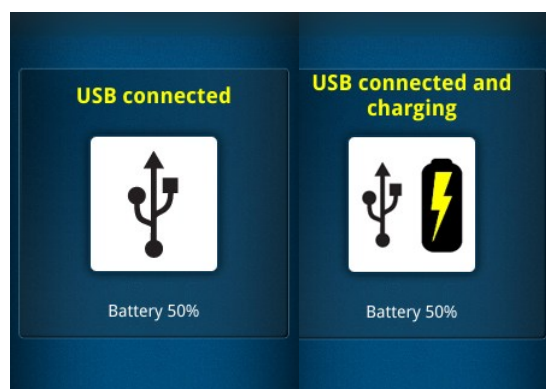 USB connected
Battery 50%
USB connected and
charging
Battery 50%